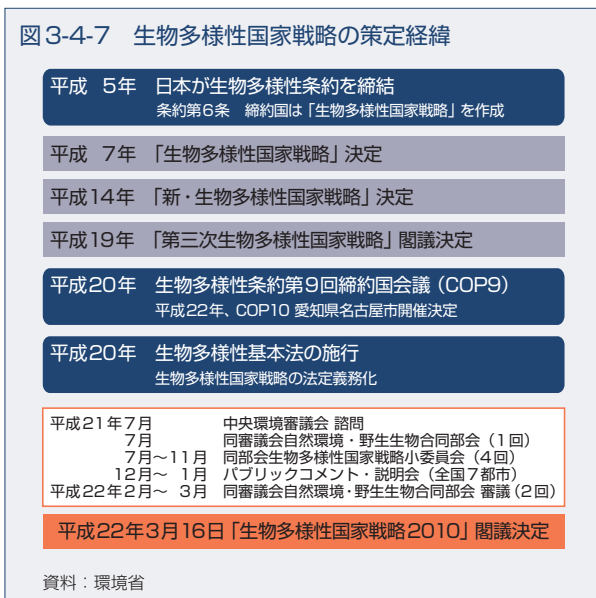 図3-4-7　生物多様性国家戦略の策定経緯
平成　5年　日本が生物多様性条約を締結
条約第6条　締約国は「生物多様性国家戦略」を作成
平成　7年　「生物多様性国家戦略」決定
平成14年　「新・生物多様性国家戦略」決定
平成19年　「第三次生物多様性国家戦略」閣議決定
平成20年　生物多様性条約第9回締約国会議（COP9）
平成22年、COP10 愛知県名古屋市開催決定
平成20年　生物多様性基本法の施行
生物多様性国家戦略の法定義務化
平成21年7月　中央環境審議会 諮問
7月　同審議会自然環境・野生生物合同部会（1回）
7月～11月　同部会生物多様性国家戦略小委員会（4回）
12月～ 1月　パブリックコメント・説明会（全国7都市）
平成22年2月～ 3月　同審議会自然環境・野生生物合同部会 審議（2回）
平成22年3月16日「生物多様性国家戦略2010」閣議決定
資料：環境省